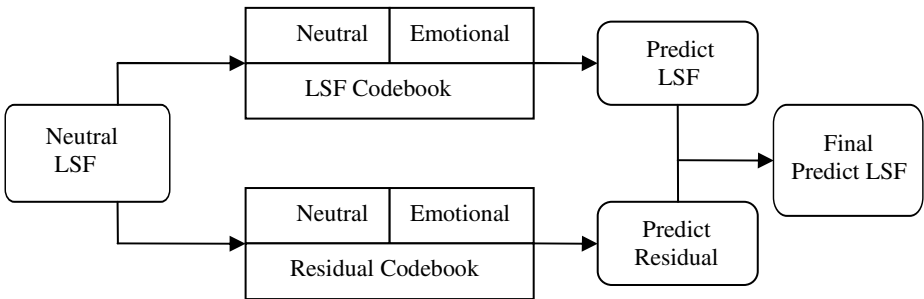 Neutral Emotional
LSF Codebook
Predict
LSF
Neutral
LSF
Final
Predict LSF
Neutral Emotional
Residual Codebook
Predict
Residual